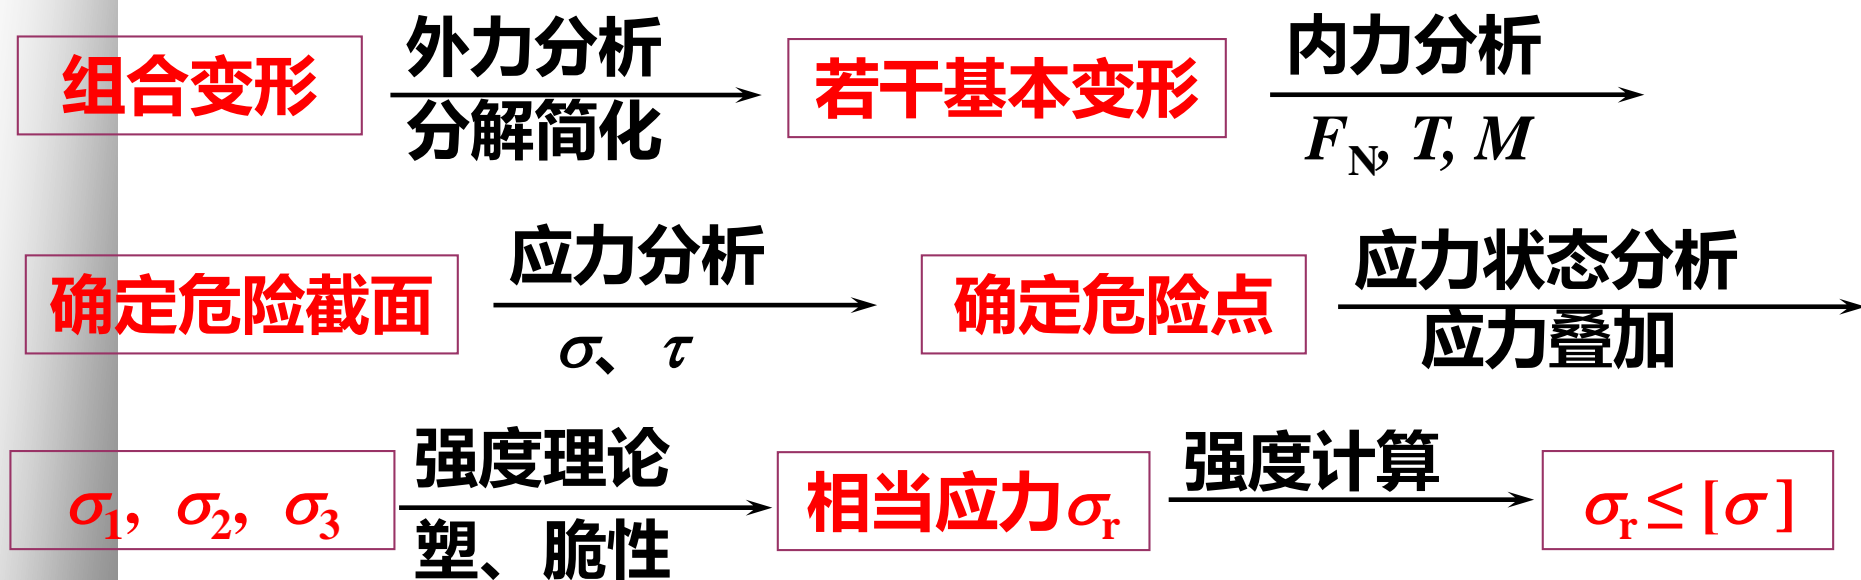 外力分析
组合变形
分解简化
若干基本变形
内力分析
F_N, T, M
应力分析
确定危险截面
σ、τ
确定危险点
应力状态分析
应力叠加
强度理论
σ₁, σ₂, σ₃
塑、脆性
相当应力σ_r
强度计算
σ_r ≤ [σ]